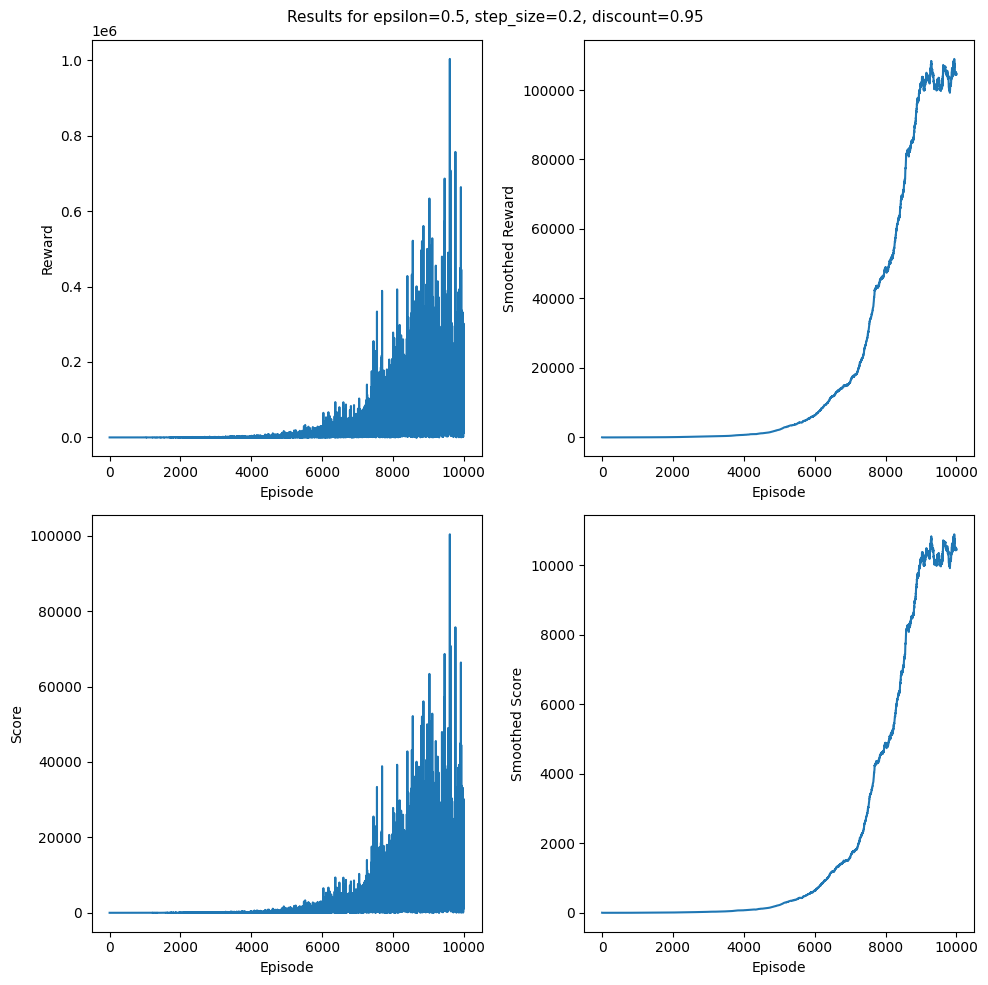 Results for epsilon=0.5, step_size=0.2, discount=0.95
1e6
1.0
0.8
0.6
0.4
0.2
0.0
Reward
0 2000 4000 6000 8000 10000
Episode
100000
80000
60000
40000
20000
0
Smoothed Reward
0 2000 4000 6000 8000 10000
Episode
100000
80000
60000
40000
20000
0
Score
0 2000 4000 6000 8000 10000
Episode
10000
8000
6000
4000
2000
0
Smoothed Score
0 2000 4000 6000 8000 10000
Episode